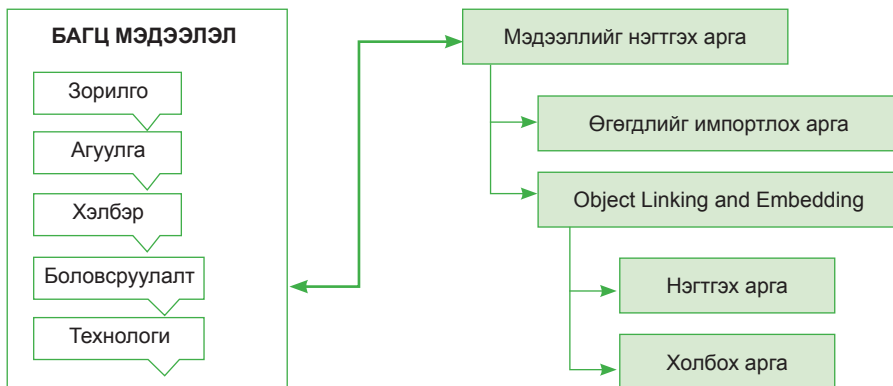 БАГЦ МЭДЭЭЛЭЛ
Зорилго
Агуулга
Хэлбэр
Боловсруулалт
Технологи
Мэдээллийг нэгтгэх арга
Өгөгдлийг импортлох арга
Object Linking and Embedding
Нэгтгэх арга
Холбох арга